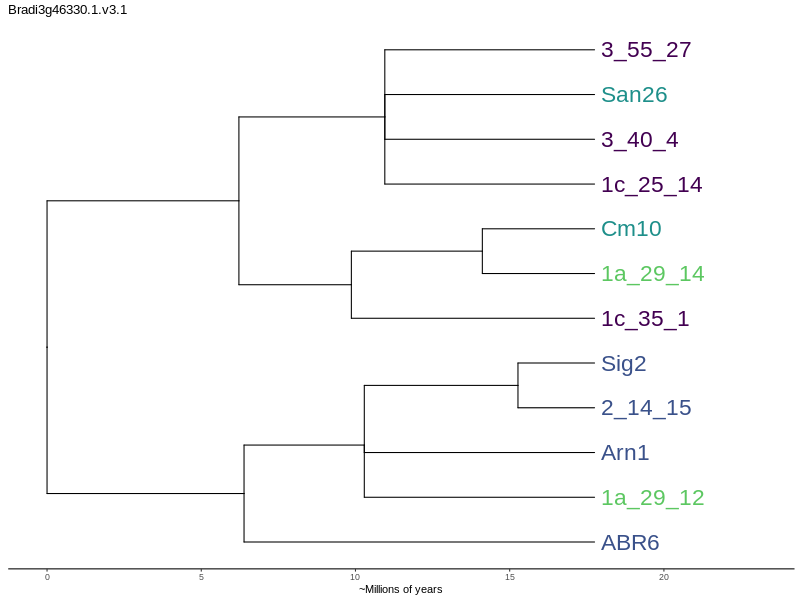 Bradi3g46330.1.v3.1
3_55_27
San26
3_40_4
1c_25_14
Cm10
1a_29_14
1c_35_1
Sig2
2_14_15
Arn1
1a_29_12
ABR6
0 5 10 15 20
~Millions of years